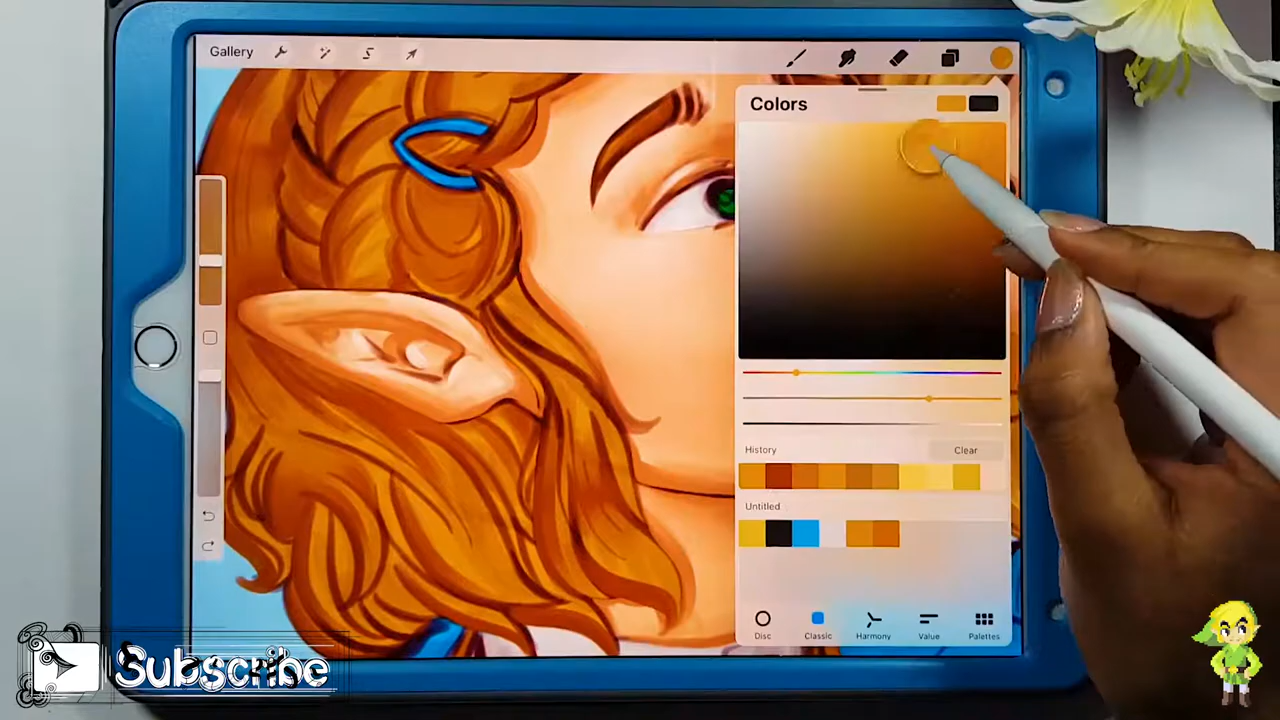 Gallery
Colors
History
Clear
Untitled
Disc
Classic
Harmony
Value
Palettes
Subscribe